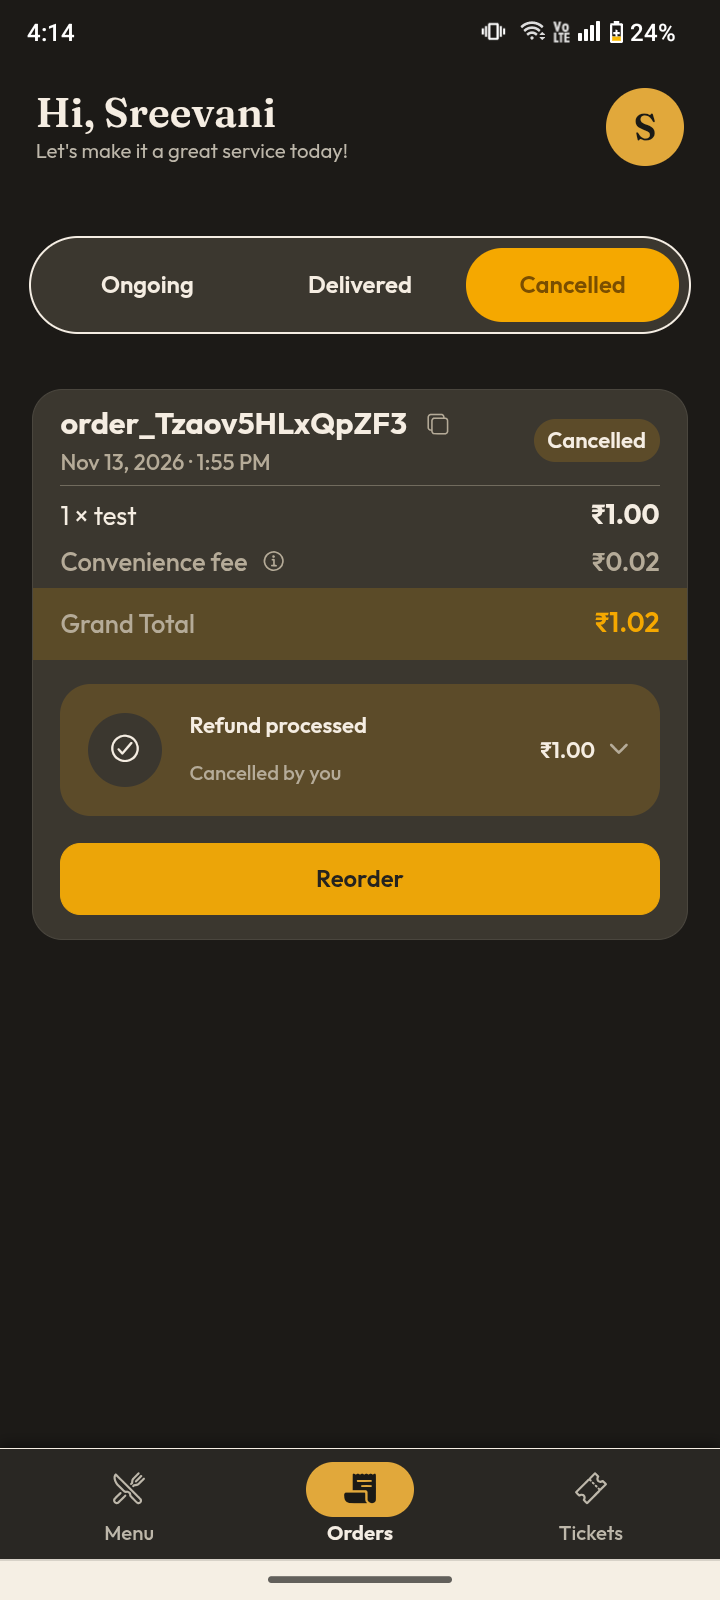 4:14
Vo LTE
24%
Hi, Sreevani
S
Let's make it a great service today!
Ongoing
Delivered
Cancelled
order_Tzaov5HLxQpZF3
Cancelled
Nov 13, 2026 · 1:55 PM
1 × test
₹1.00
Convenience fee
₹0.02
Grand Total
₹1.02
Refund processed
Cancelled by you
₹1.00
Reorder
Menu
Orders
Tickets